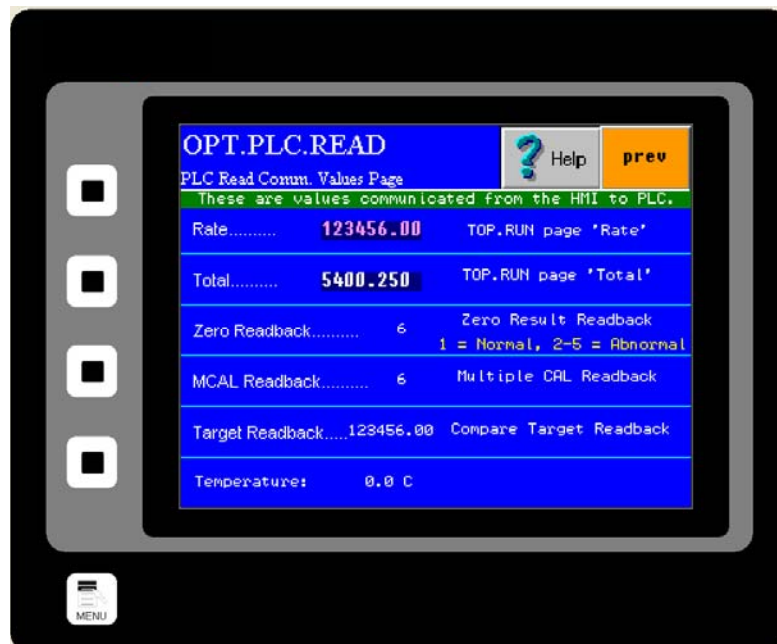 OPT.PLC.READ
Help
prev
PLC Read Comm. Values Page
These are values communicated from the HMI to PLC.
Rate.......... 123456.00 TOP.RUN page 'Rate'
Total.......... 5400.250 TOP.RUN page 'Total'
Zero Readback.......... 6 Zero Result Readback
1 = Normal, 2-5 = Abnormal
MCAL Readback.......... 6 Multiple CAL Readback
Target Readback.....123456.00 Compare Target Readback
Temperature: 0.0 C
MENU